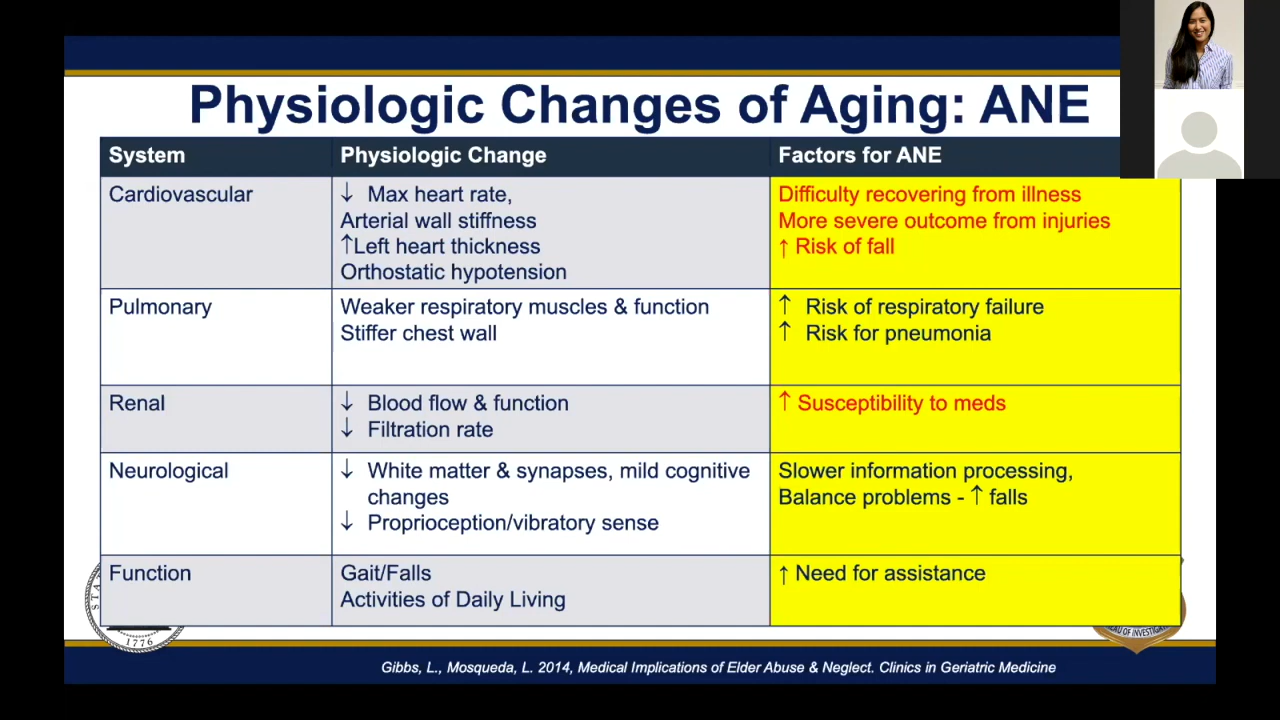 Physiologic Changes of Aging: ANE
System
Physiologic Change
Factors for ANE
Cardiovascular
↓ Max heart rate,
Arterial wall stiffness
↑Left heart thickness
Orthostatic hypotension
Difficulty recovering from illness
More severe outcome from injuries
↑ Risk of fall
Pulmonary
Weaker respiratory muscles & function
Stiffer chest wall
↑ Risk of respiratory failure
↑ Risk for pneumonia
Renal
↓ Blood flow & function
↓ Filtration rate
↑ Susceptibility to meds
Neurological
↓ White matter & synapses, mild cognitive
changes
↓ Proprioception/vibratory sense
Slower information processing,
Balance problems - ↑ falls
Function
Gait/Falls
Activities of Daily Living
↑ Need for assistance
1776
OF INVESTIGAT
Gibbs, L., Mosqueda, L. 2014, Medical Implications of Elder Abuse & Neglect. Clinics in Geriatric Medicine